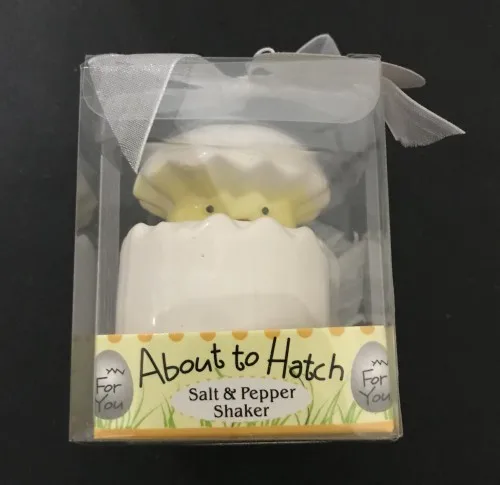 About to Hatch
For
You
Salt & Pepper
Shaker
For
You